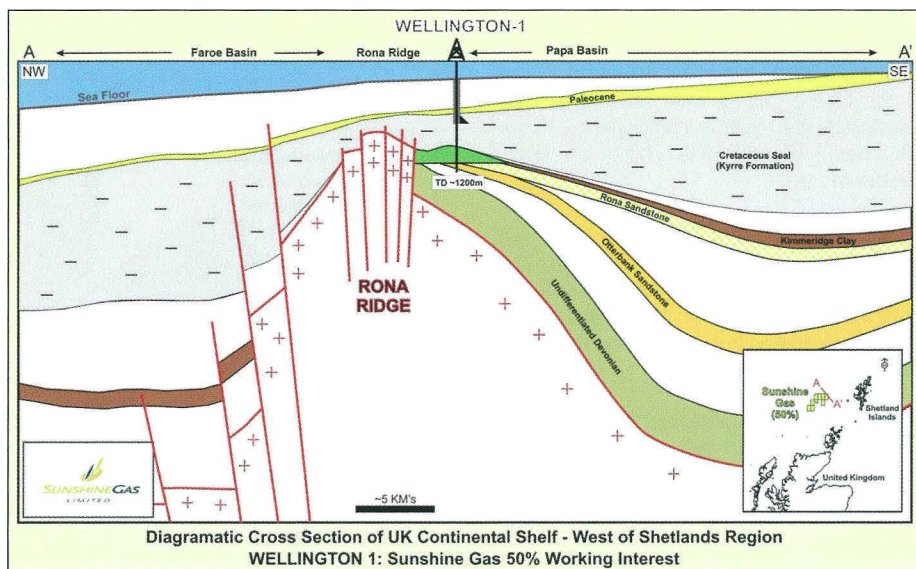 WELLINGTON-1
A
Faroe Basin
Rona Ridge
Papa Basin
A'
NW
SE
Sea Floor
Paleocene
Cretaceous Seal
(Kyrre Formation)
TD ~1200m
Rona Sandstone
Kimmeridge Clay
Otterbank Sandstone
Undifferentiated Devonian
RONA
RIDGE
A
Sunshine
Gas
(50%)
A'
Shetland
Islands
United Kingdom
SUNSHINEGAS
LIMITED
~5 KM's
Diagramatic Cross Section of UK Continental Shelf - West of Shetlands Region
WELLINGTON 1: Sunshine Gas 50% Working Interest